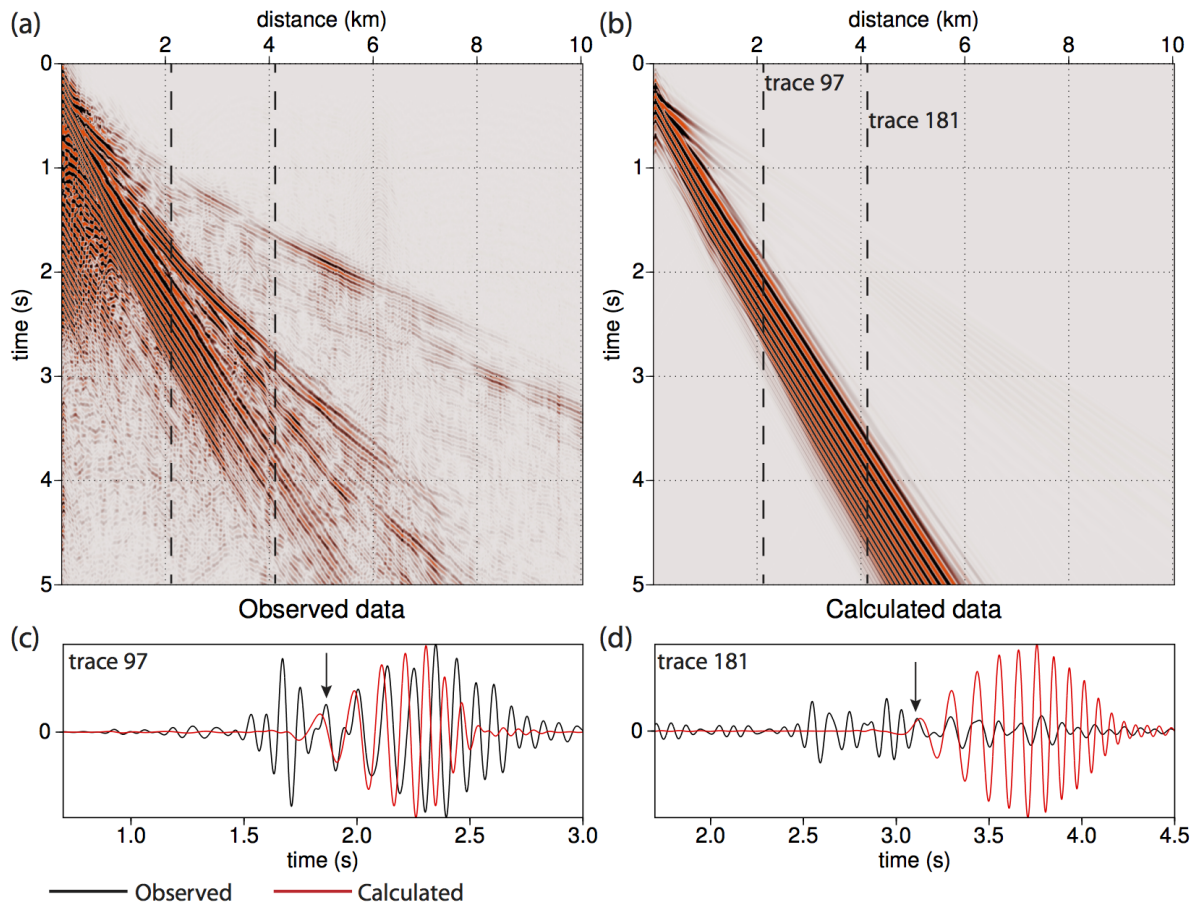 (a)
distance (km)
2 4 6 8 10
0
1
2
3
4
5
time (s)
Observed data
(b)
distance (km)
2 4 6 8 10
0
1
2
3
4
5
time (s)
trace 97
trace 181
Calculated data
(c)
trace 97
0
1.0 1.5 2.0 2.5 3.0
time (s)
(d)
trace 181
0
2.0 2.5 3.0 3.5 4.0 4.5
time (s)
Observed Calculated